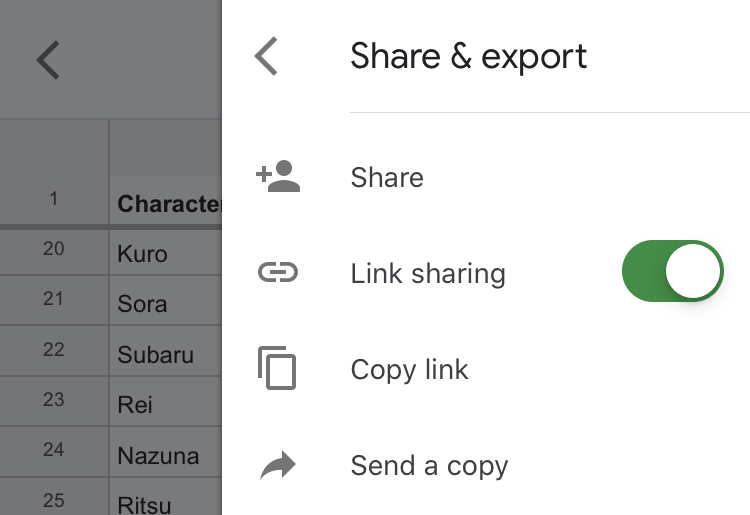 Share & export
1 Character
20 Kuro
21 Sora
22 Subaru
23 Rei
24 Nazuna
25 Ritsu
Share
Link sharing
Copy link
Send a copy